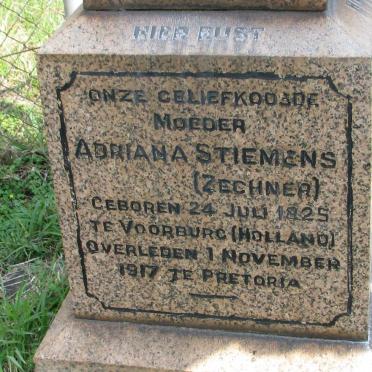 HIER RUST
ONZE GELIEFKOOSDE
MOEDER
ADRIANA STIEMENS
(ZECHNER)
GEBOREN 24 JULI 1825
TE VOORBURG (HOLLAND)
OVERLEDEN 1 NOVEMBER
1917 TE PRETORIA